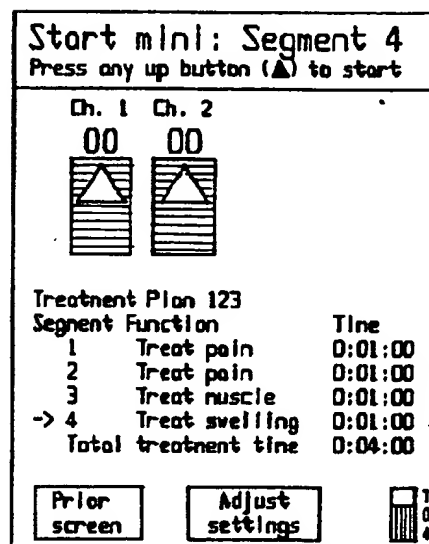 Start mini: Segment 4
Press any up button (▲) to start
Ch. 1 Ch. 2
00 00
Treatment Plan 123
Segment Function Time
1 Treat pain 0:01:00
2 Treat pain 0:01:00
3 Treat muscle 0:01:00
-> 4 Treat swelling 0:01:00
Total treatment time 0:04:00
Prior screen
Adjust settings